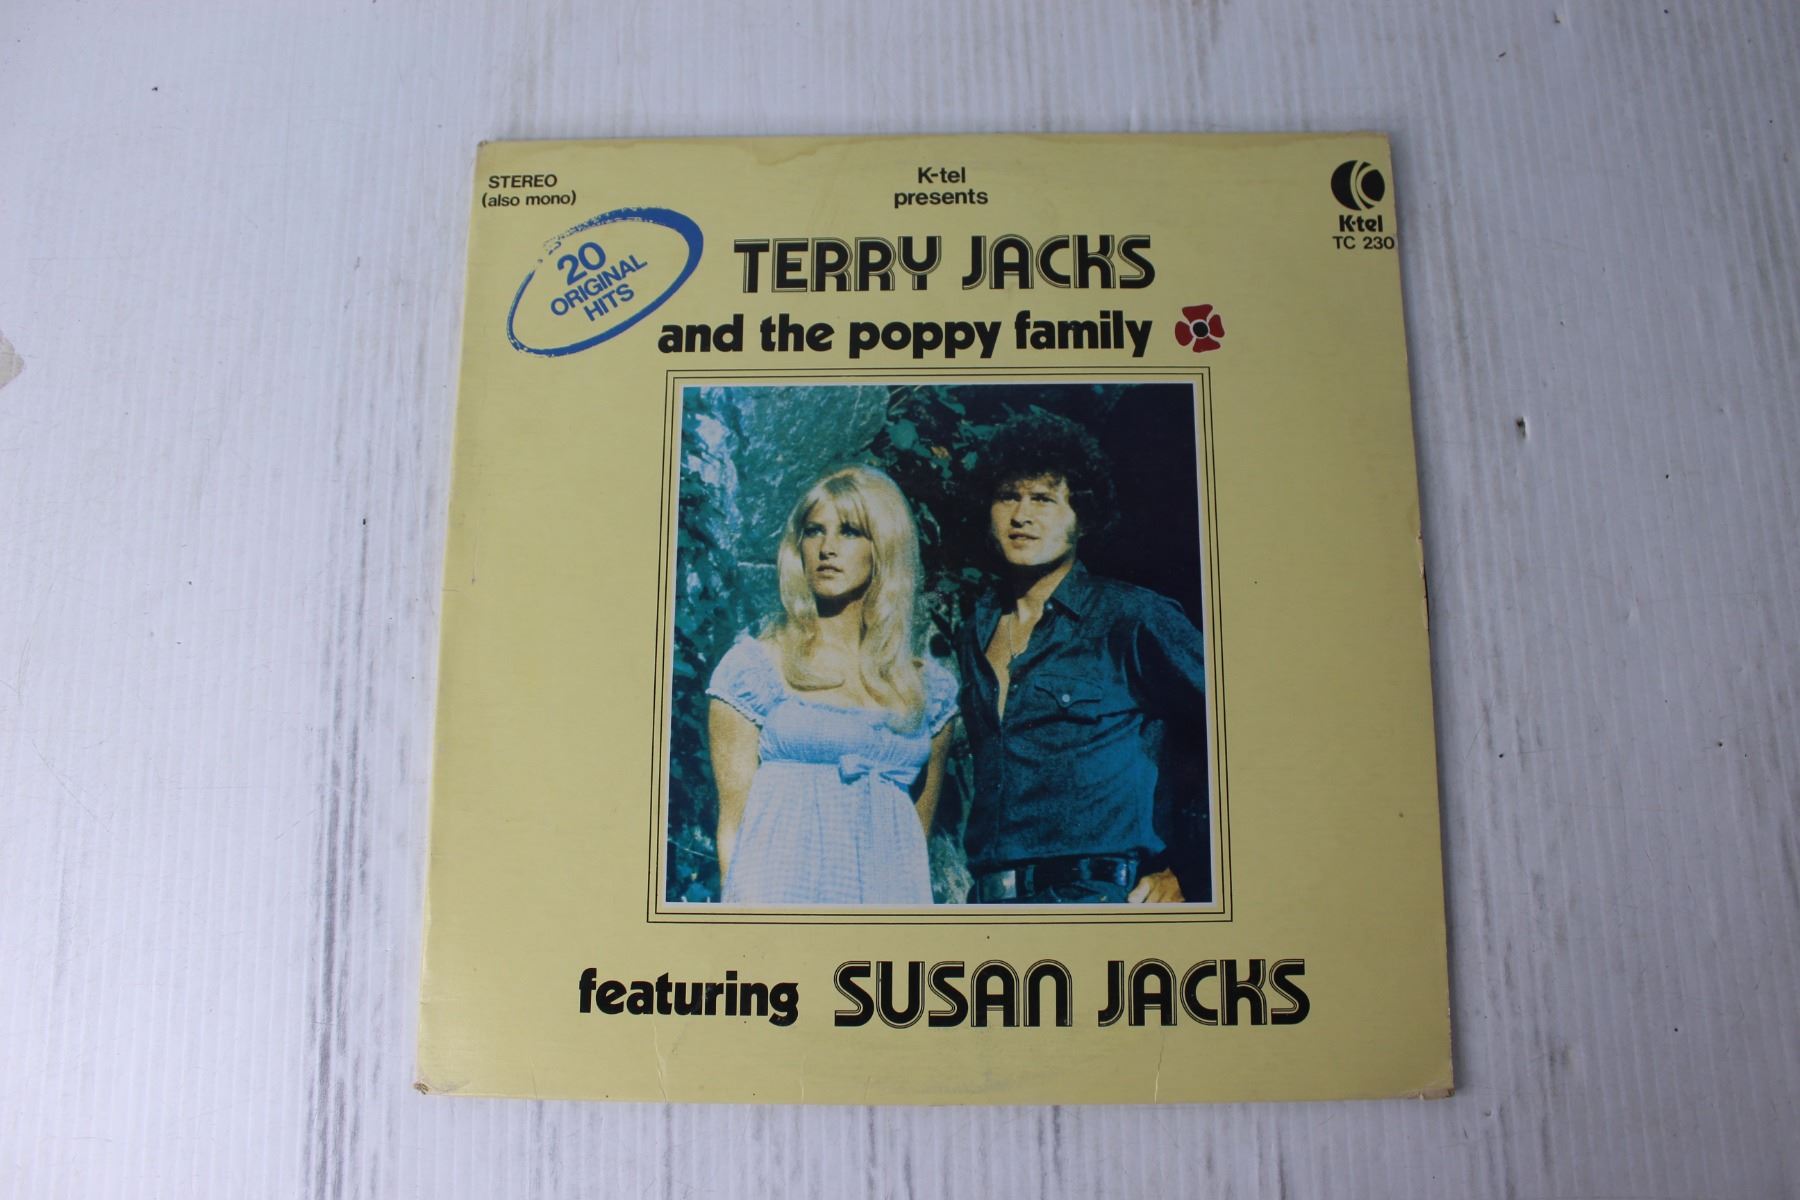 STEREO
(also mono)
K-tel
presents
K-tel
TC 230
20
ORIGINAL
HITS
TERRY JACKS
and the poppy family
featuring SUSAN JACKS